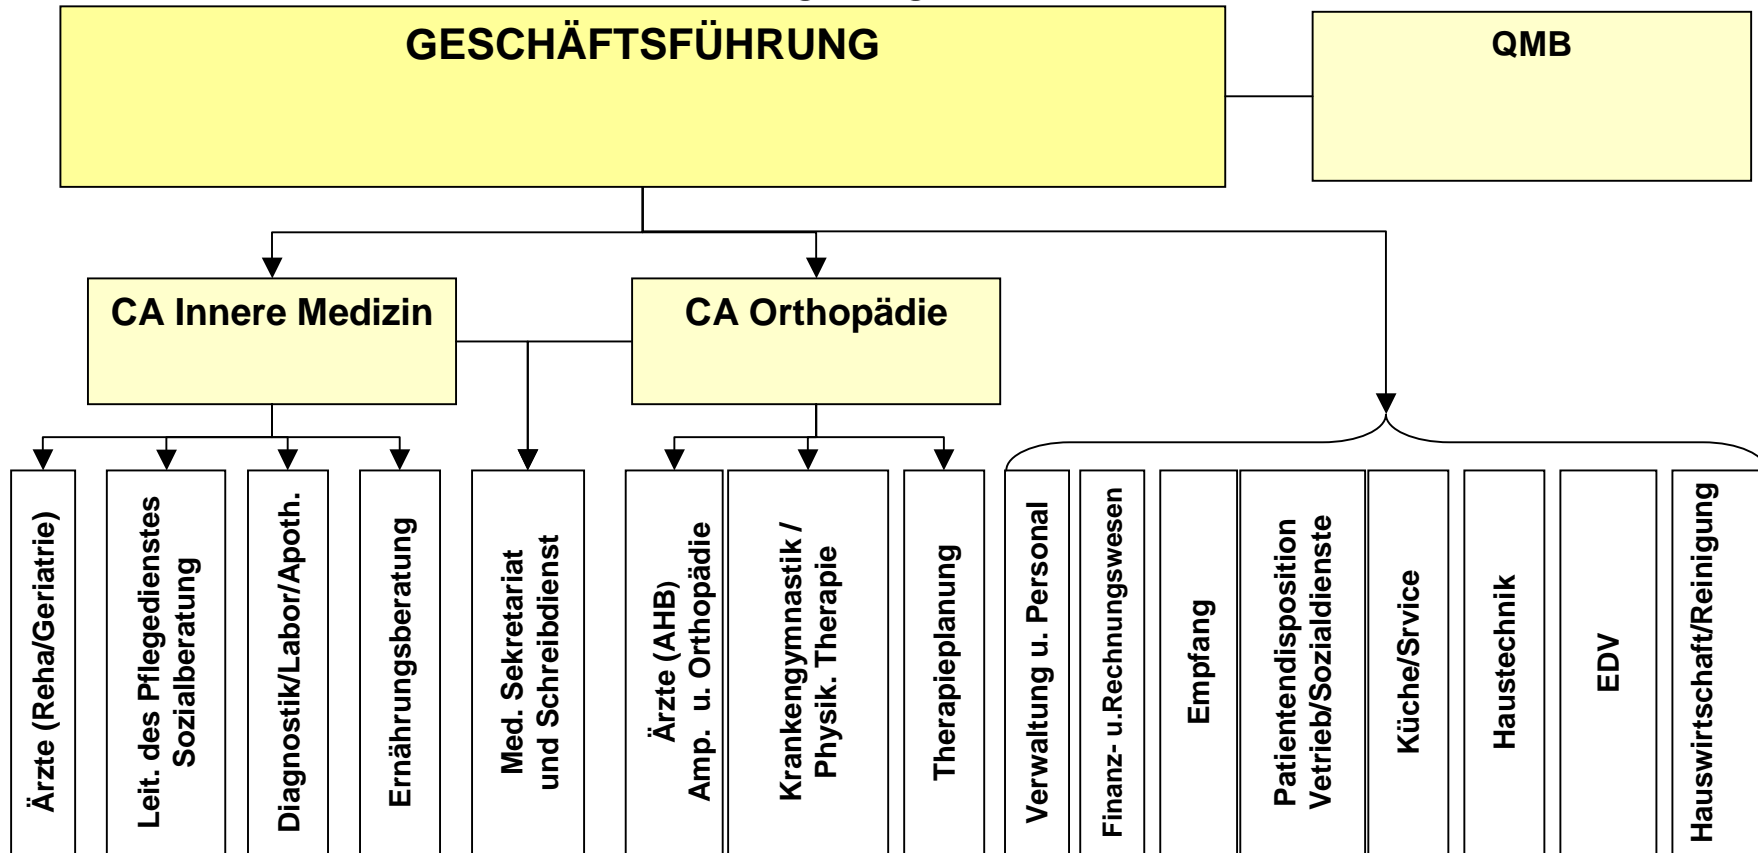 GESCHÄFTSFÜHRUNG
QMB
CA Innere Medizin
CA Orthopädie
Ärzte (Reha/Geriatrie)
Leit. des Pflegedienstes
Sozialberatung
Diagnostik/Labor/Apoth.
Ernährungsberatung
Med. Sekretariat
und Schreibdienst
Ärzte (AHB)
Amp. u. Orthopädie
Krankengymnastik /
Physik. Therapie
Therapieplanung
Verwaltung u. Personal
Finanz- u.Rechnungswesen
Empfang
Patientendisposition
Vetrieb/Sozialdienste
Küche/Srvice
Haustechnik
EDV
Hauswirtschaft/Reinigung